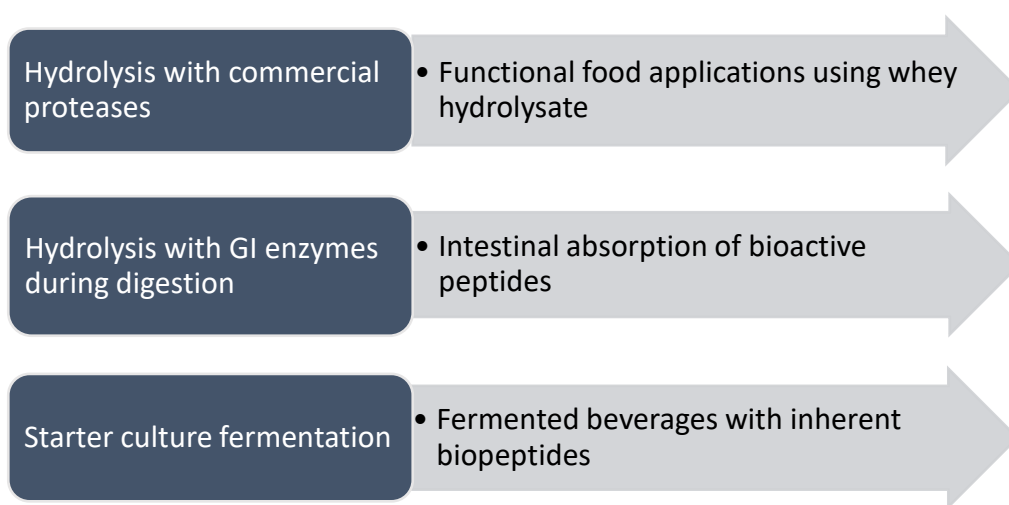 Hydrolysis with commercial
proteases
• Functional food applications using whey
hydrolysate
Hydrolysis with GI enzymes
during digestion
• Intestinal absorption of bioactive
peptides
Starter culture fermentation
• Fermented beverages with inherent
biopeptides